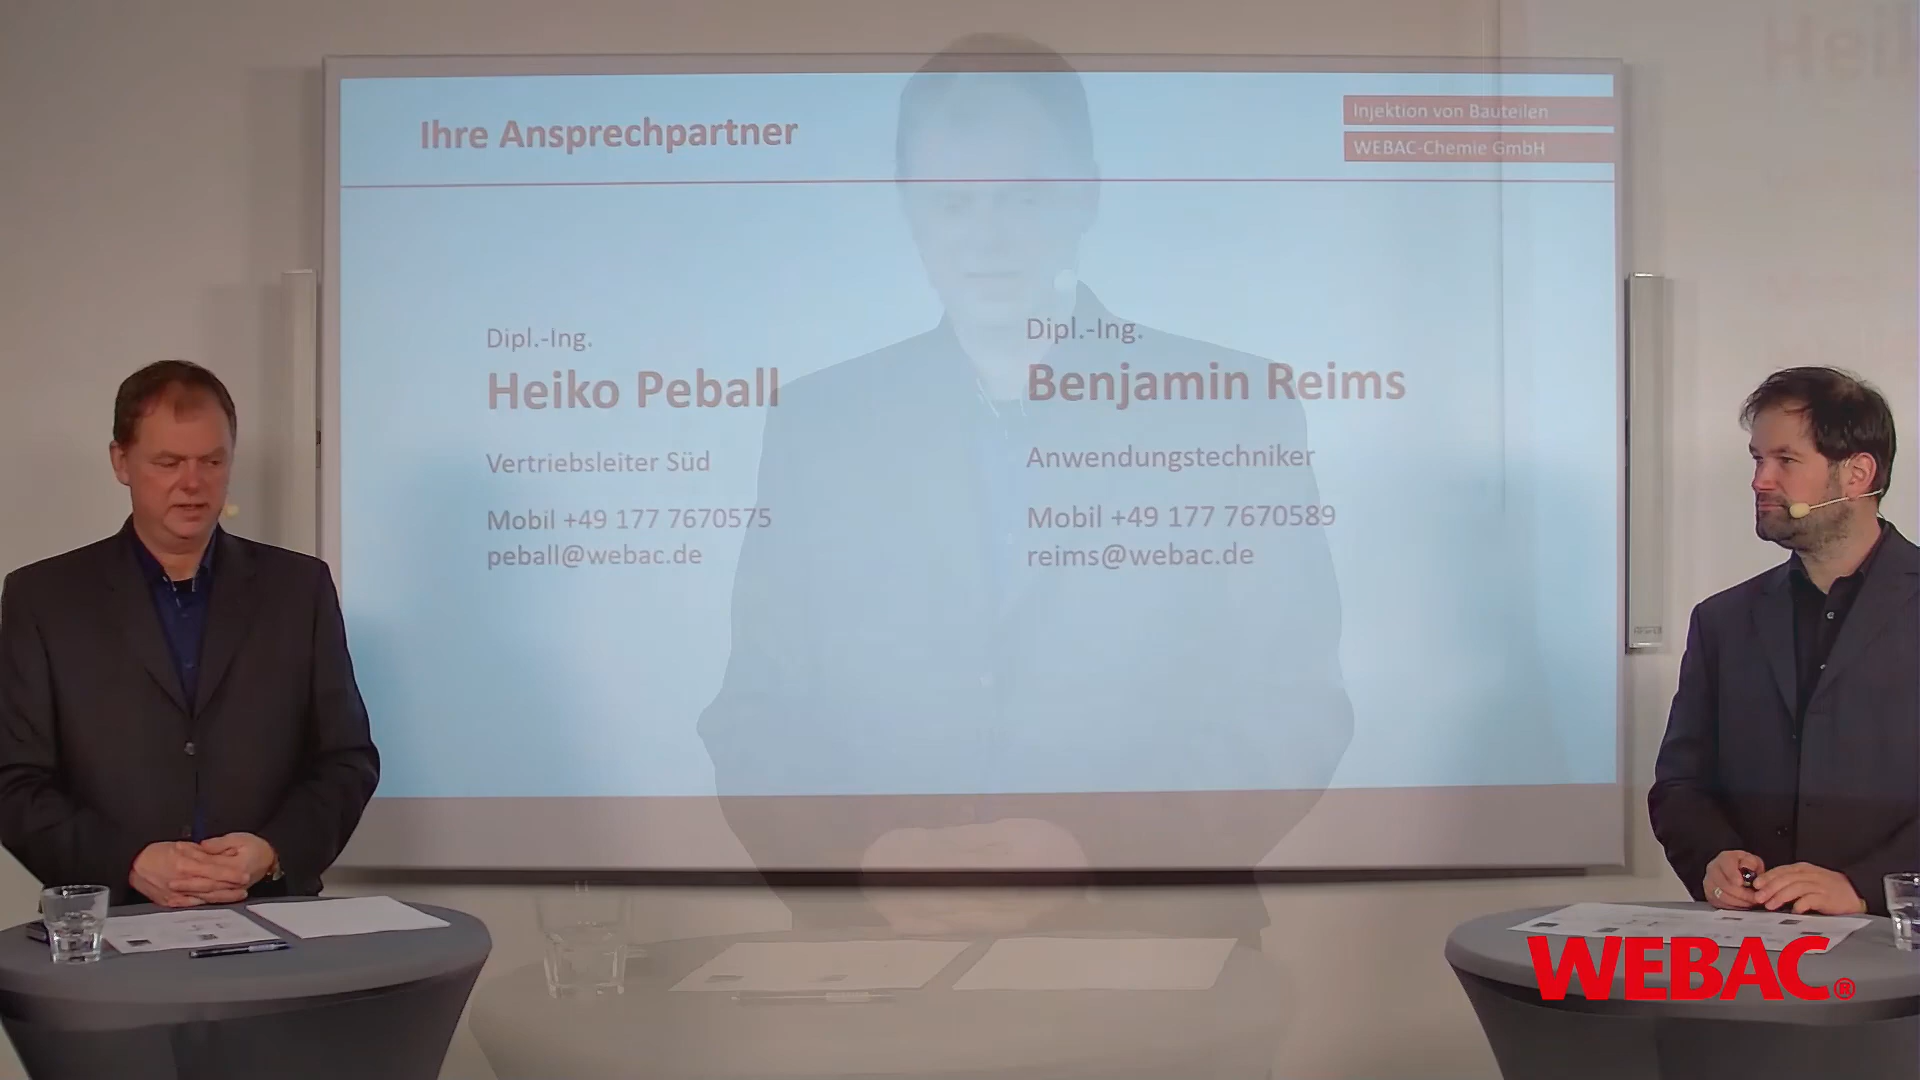 Ihre Ansprechpartner
Injektion von Bauteilen
WEBAC-Chemie GmbH
Dipl.-Ing.
Heiko Peball
Vertriebsleiter Süd
Mobil +49 177 7670575
peball@webac.de
Dipl.-Ing.
Benjamin Reims
Anwendungstechniker
Mobil +49 177 7670589
reims@webac.de
Heil
WEBAC®